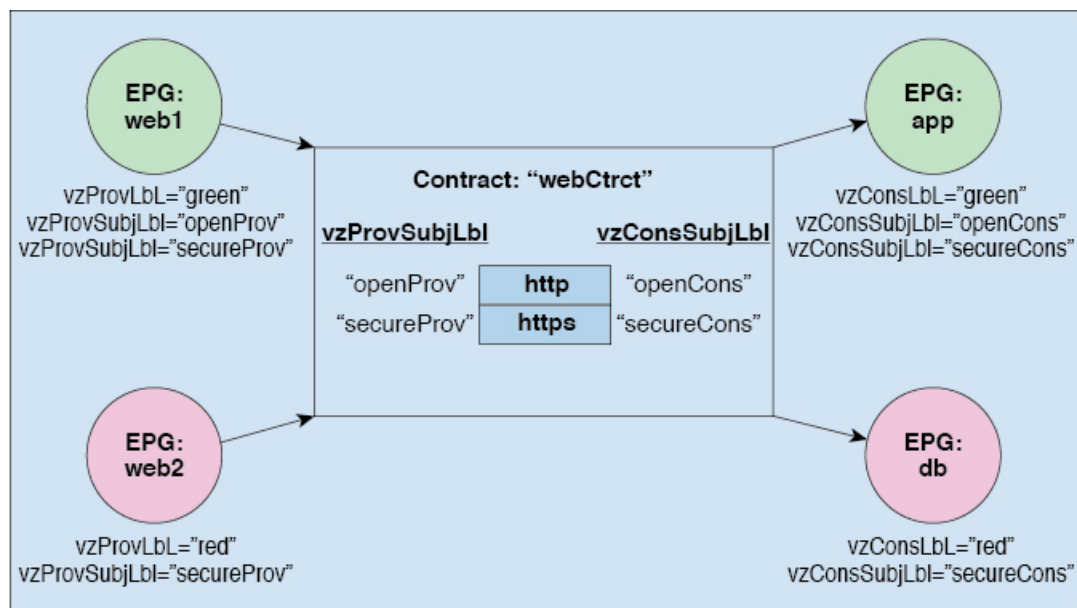 EPG:
web1
vzProvLbL="green"
vzProvSubjLbl="openProv"
vzProvSubjLbl="secureProv"
EPG:
app
vzConsLbL="green"
vzConsSubjLbl="openCons"
vzConsSubjLbl="secureCons"
Contract: “webCtrct”
vzProvSubjLbl vzConsSubjLbl
“openProv” http “openCons”
“secureProv” https “secureCons”
EPG:
web2
vzProvLbL="red"
vzProvSubjLbl="secureProv"
EPG:
db
vzConsLbL="red"
vzConsSubjLbl="secureCons"